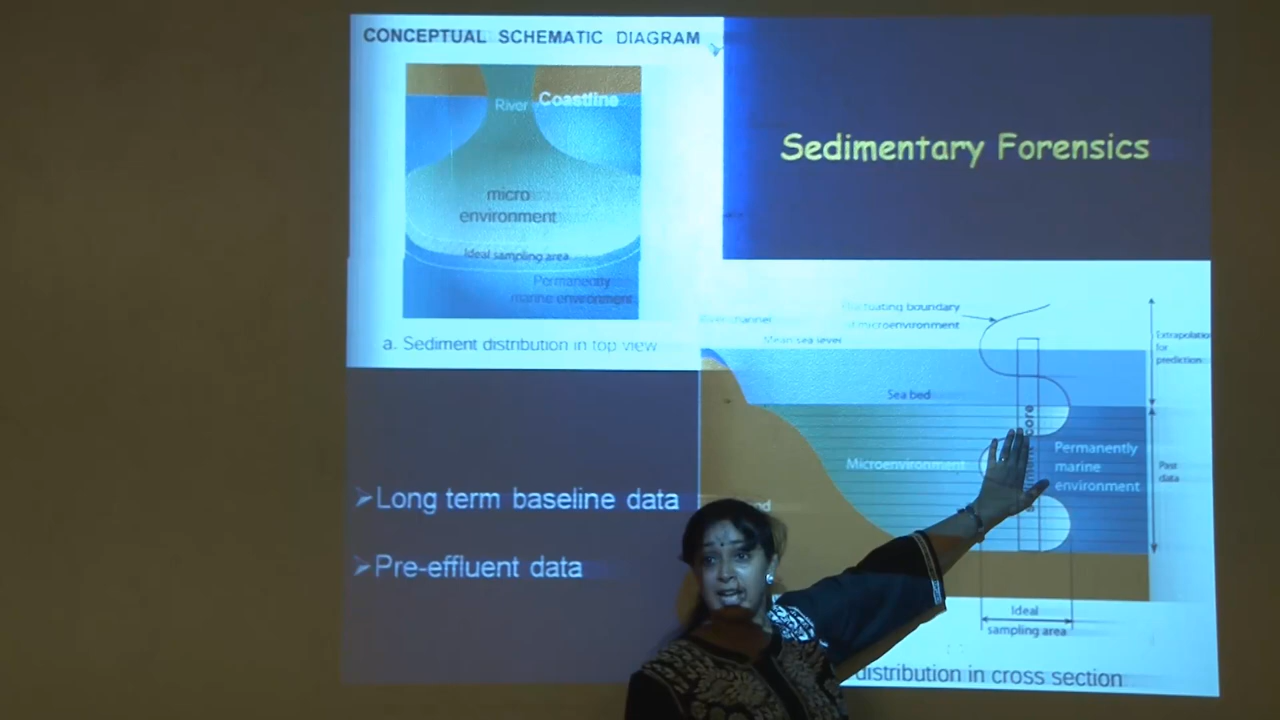 CONCEPTUAL SCHEMATIC DIAGRAM
River
Coastline
micro
environment
Ideal sampling area
Permanently
marine environment
a. Sediment distribution in top view
Sedimentary Forensics
➢Long term baseline data
➢Pre-effluent data
boundary
microenvironment
channel
Mean sea level
Sea bed
Microenvironment
core
Permanently
marine
environment
Extrapolation
for
prediction
Past
data
Ideal
sampling area
distribution in cross section